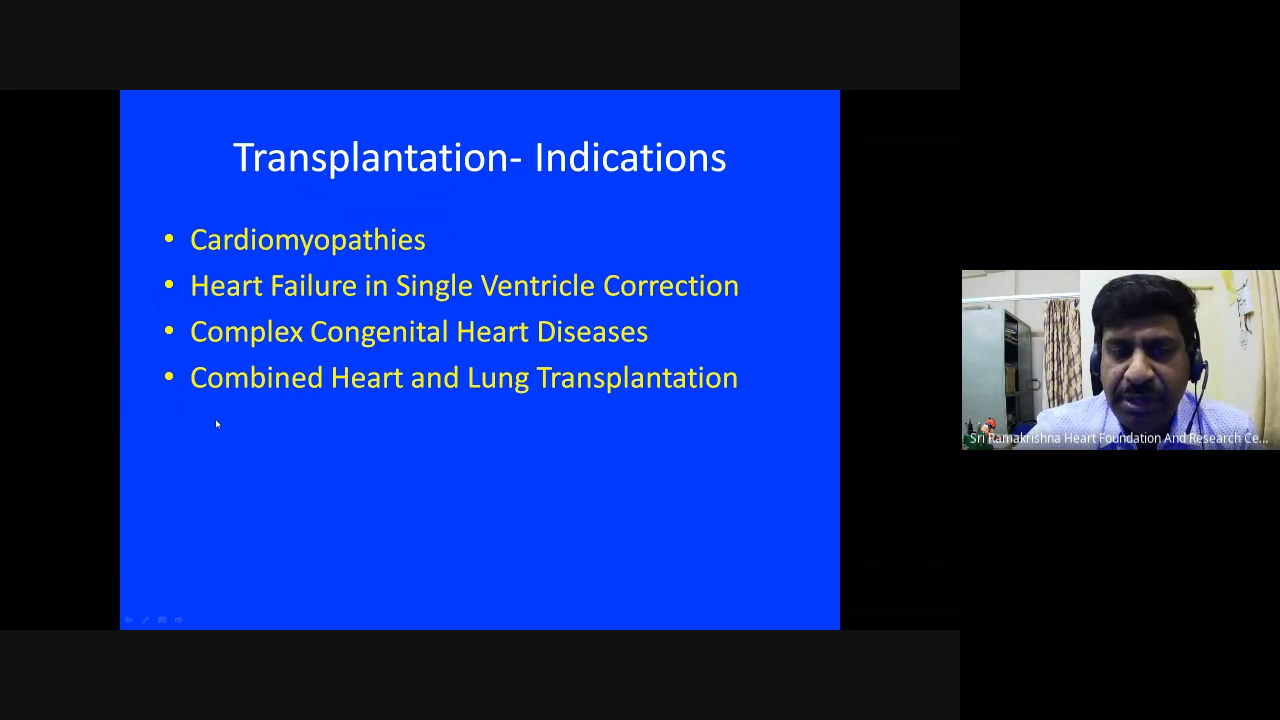 Transplantation- Indications
• Cardiomyopathies
• Heart Failure in Single Ventricle Correction
• Complex Congenital Heart Diseases
• Combined Heart and Lung Transplantation
Sri Ramakrishna Heart Foundation And Research Ce...